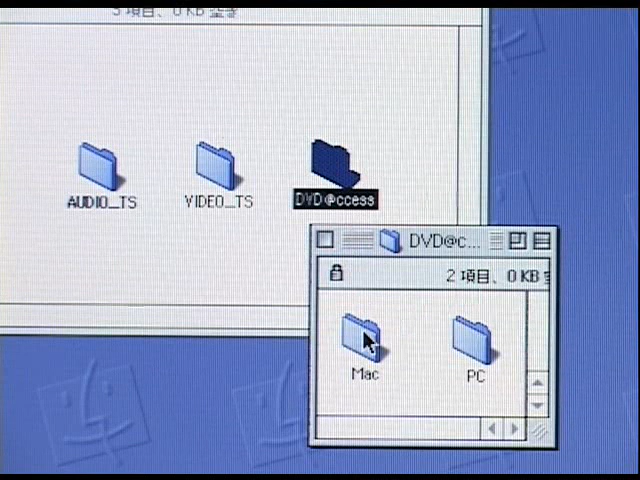 3 項目、0 KB 空き
AUDIO_TS
VIDEO_TS
DVD@ccess
DVD@c...
2 項目、0 KB
Mac
PC